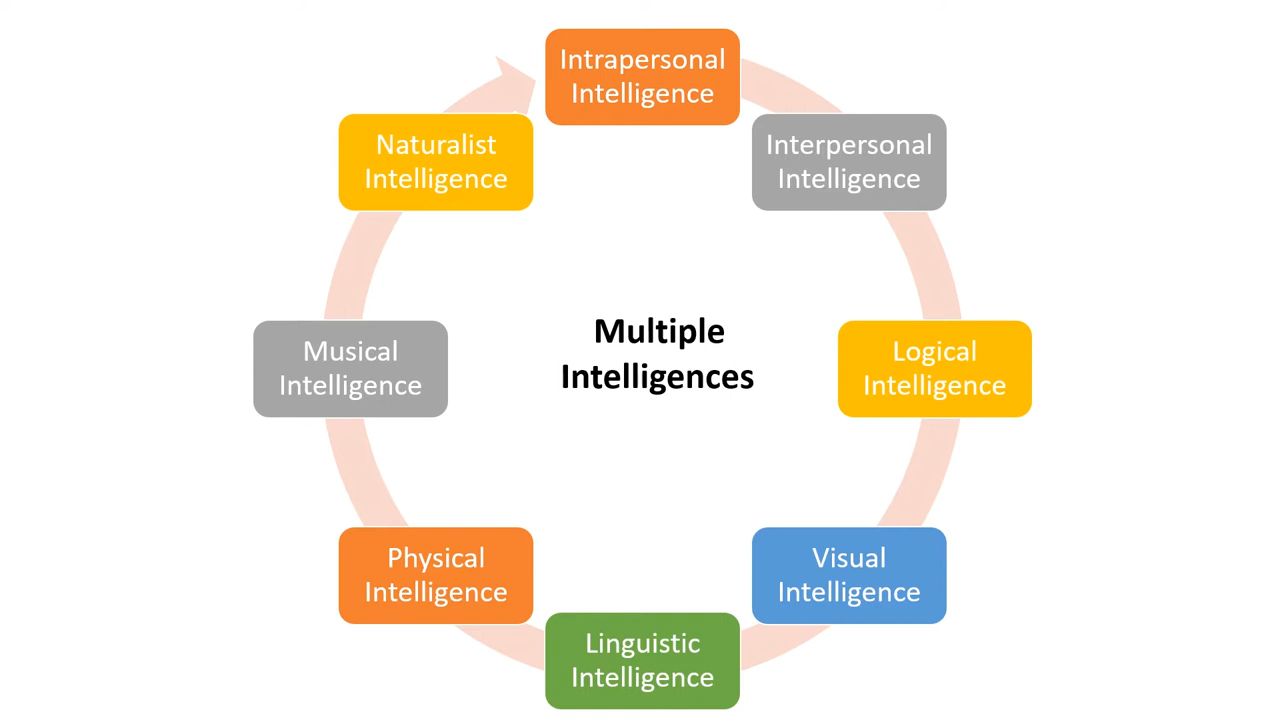 Intrapersonal
Intelligence
Interpersonal
Intelligence
Logical
Intelligence
Visual
Intelligence
Linguistic
Intelligence
Physical
Intelligence
Musical
Intelligence
Naturalist
Intelligence
Multiple
Intelligences